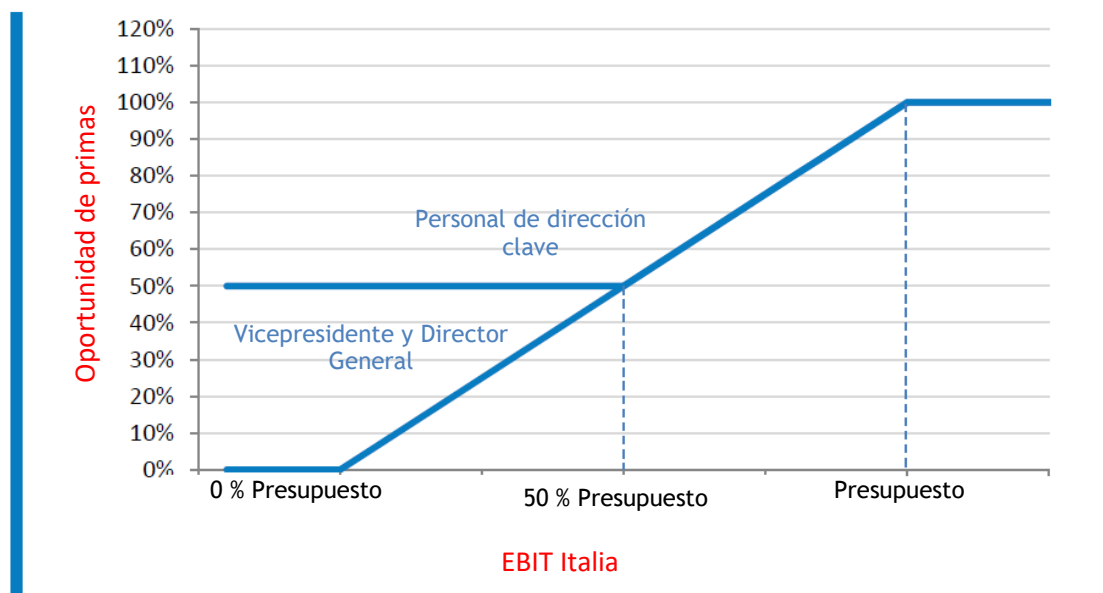 120%
110%
100%
90%
80%
70%
60%
50%
40%
30%
20%
10%
0%
Oportunidad de primas
Personal de dirección
clave
Vicepresidente y Director
General
0 % Presupuesto
50 % Presupuesto
Presupuesto
EBIT Italia